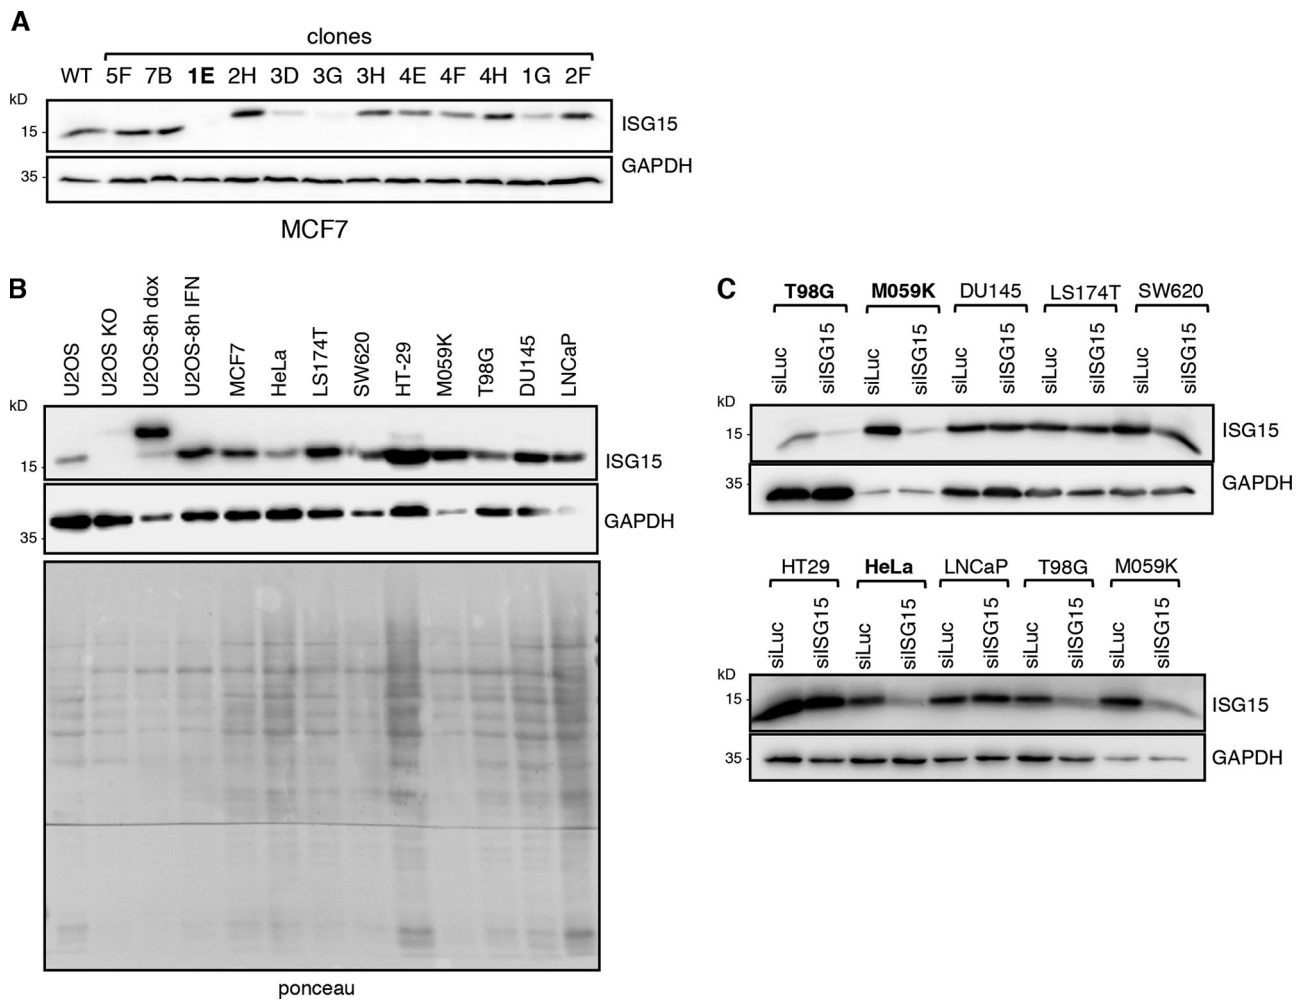 A
clones
WT 5F 7B 1E 2H 3D 3G 3H 4E 4F 4H 1G 2F
kD
15
ISG15
35
GAPDH
MCF7
B
U2OS
U2OS KO
U2OS-8h dox
U2OS-8h IFN
MCF7
HeLa
LS174T
SW620
HT-29
M059K
T98G
DU145
LNCaP
kD
15
ISG15
35
GAPDH
ponceau
C
T98G M059K DU145 LS174T SW620
siLuc siISG15 siLuc siISG15 siLuc siISG15 siLuc siISG15 siLuc siISG15
kD
15
ISG15
35
GAPDH
HT29 HeLa LNCaP T98G M059K
siLuc siISG15 siLuc siISG15 siLuc siISG15 siLuc siISG15 siLuc siISG15
kD
15
ISG15
35
GAPDH